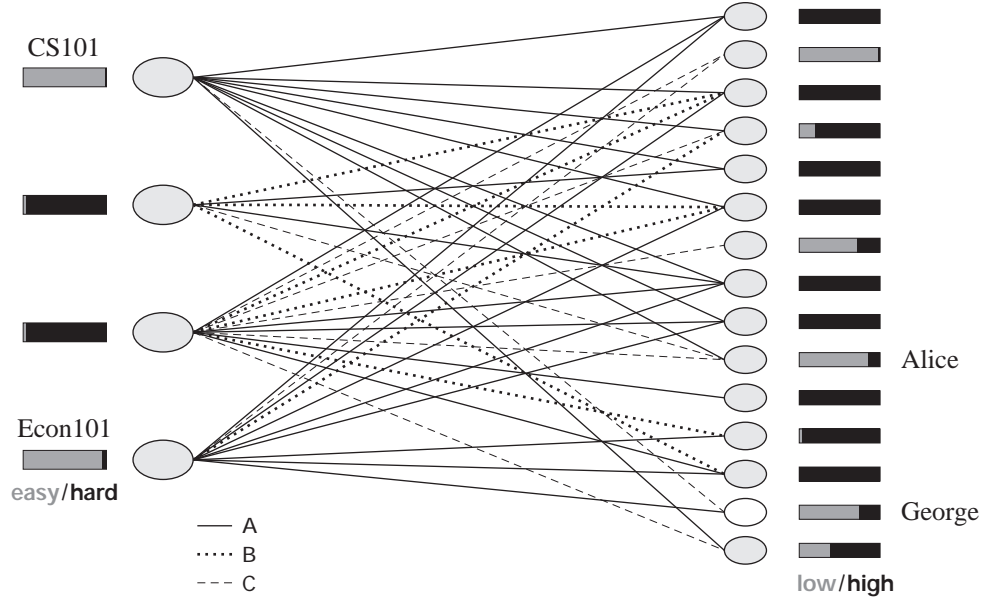 CS101
Alice
Econ101
easy/hard
George
A
B
C
low/high